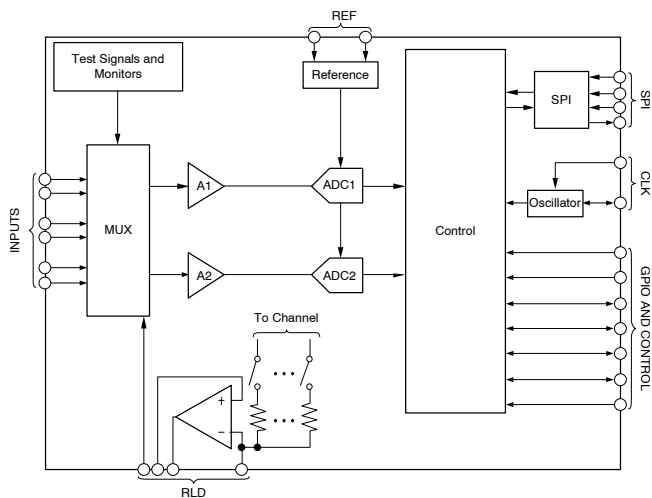 REF
Test Signals and
Monitors
Reference
SPI
SPI
A1
ADC1
MUX
INPUTS
Control
CLK
Oscillator
A2
ADC2
GPIO AND CONTROL
To Channel
+
−
RLD